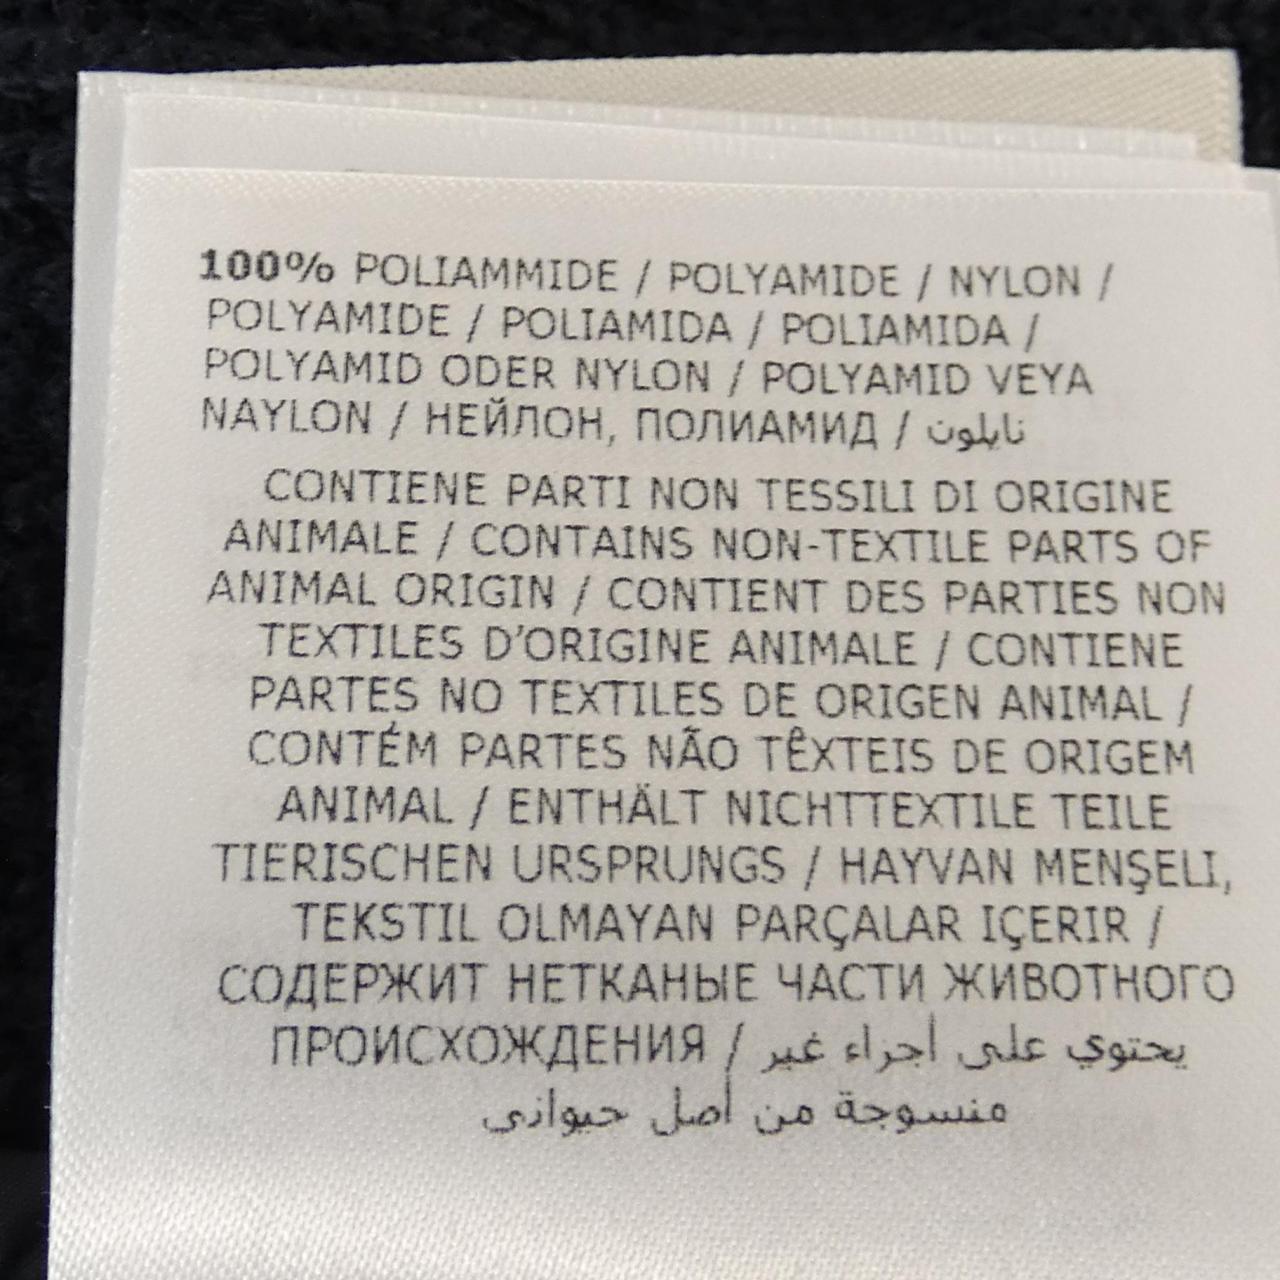 100% POLIAMMIDE / POLYAMIDE / NYLON /
POLYAMIDE / POLIAMIDA / POLIAMIDA /
POLYAMID ODER NYLON / POLYAMID VEYA
NAYLON / НЕЙЛОН, ПОЛИАМИД / نايلون
CONTIENE PARTI NON TESSILI DI ORIGINE
ANIMALE / CONTAINS NON-TEXTILE PARTS OF
ANIMAL ORIGIN / CONTIENT DES PARTIES NON
TEXTILES D'ORIGINE ANIMALE / CONTIENE
PARTES NO TEXTILES DE ORIGEN ANIMAL /
CONTÉM PARTES NÃO TÊXTEIS DE ORIGEM
ANIMAL / ENTHÄLT NICHTTEXTILE TEILE
TIERISCHEN URSPRUNGS / HAYVAN MENŞELI,
TEKSTIL OLMAYAN PARÇALAR IÇERIR /
СОДЕРЖИТ НЕТКАНЫЕ ЧАСТИ ЖИВОТНОГО
ПРОИСХОЖДЕНИЯ / يحتوي على أجزاء غير
منسوجة من أصل حيوانى